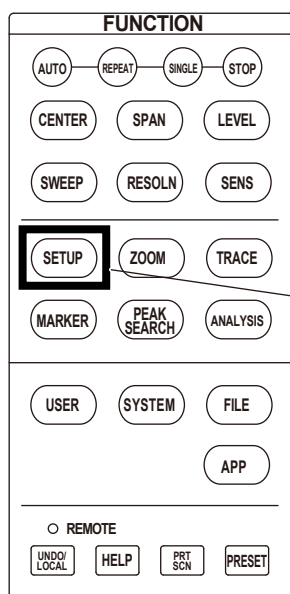 FUNCTION
AUTO REPEAT SINGLE STOP
CENTER SPAN LEVEL
SWEEP RESOLN SENS
SETUP ZOOM TRACE
MARKER PEAK SEARCH ANALYSIS
USER SYSTEM FILE
APP
REMOTE
UNDO/ LOCAL HELP PRT SCN PRESET